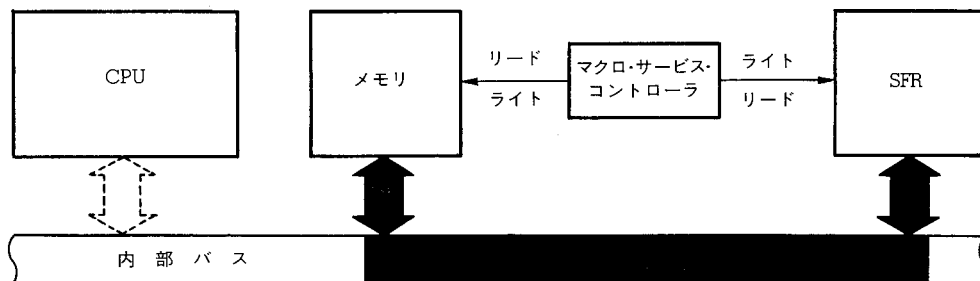 CPU
メモリ
リード
ライト
マクロ・サービス・
コントローラ
ライト
リード
SFR
内部バス